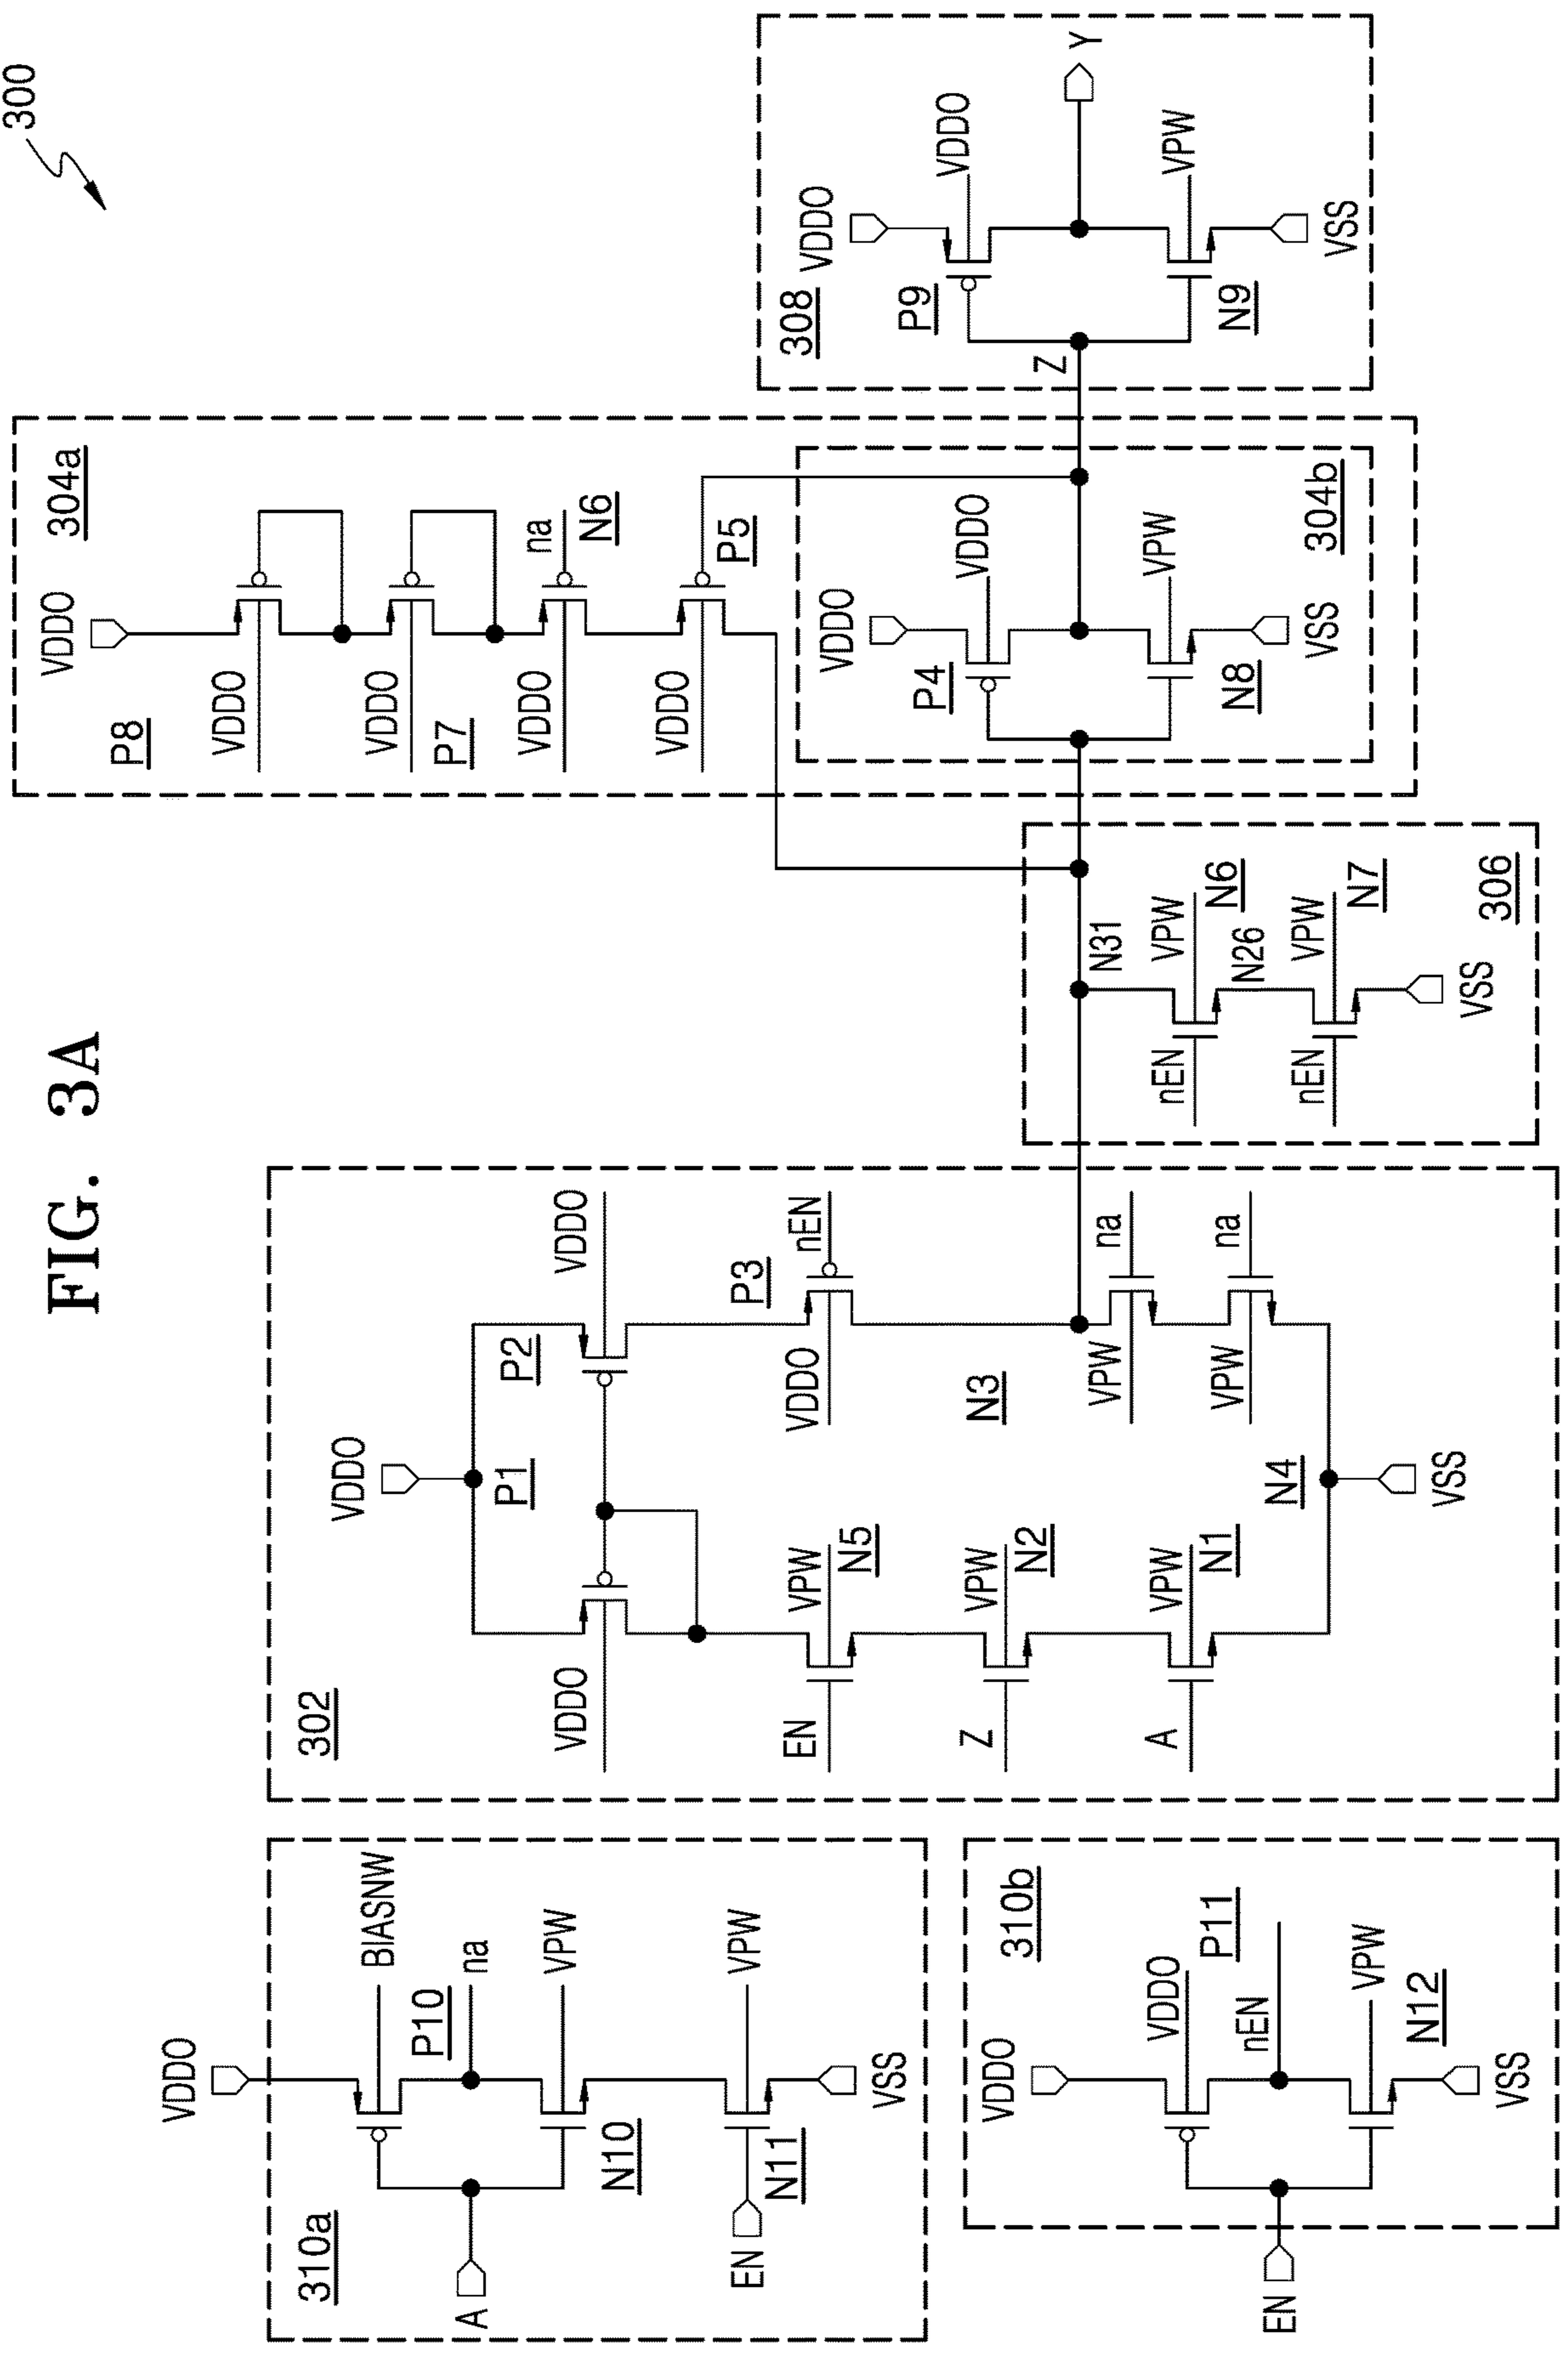 FIG. 3A
300
310a
VDDO
BIASNW
P10
na
A
VPW
N10
VPW
EN
N11
VSS
310b
VDDO
VDDO
P11
nEN
EN
VPW
N12
VSS
302
VDDO
P1
P2
VDDO
VDDO
P3
nEN
VDDO
EN
VPW
N5
Z
VPW
N2
N3
na
VPW
A
VPW
N1
na
VPW
N4
VSS
306
N31
nEN
VPW
N6
N26
nEN
VPW
N7
VSS
304a
VDDO
P8
VDDO
VDDO
P7
na
N6
VDDO
P5
VDDO
304b
VDDO
P4
VDDO
VPW
N8
VSS
308
VDDO
P9
VDDO
Z
Y
VPW
N9
VSS